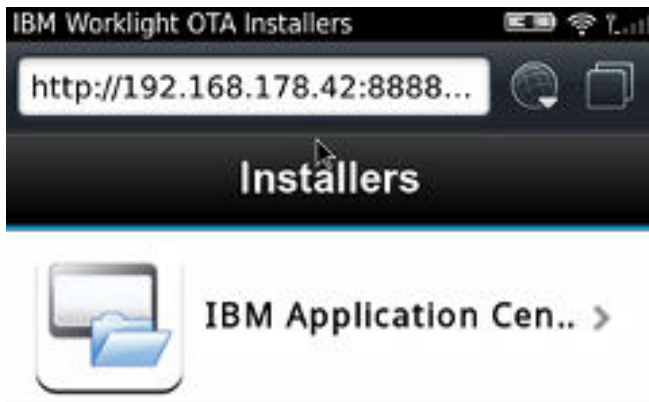 IBM Worklight OTA Installers
http://192.168.178.42:8888...
Installers
IBM Application Cen..